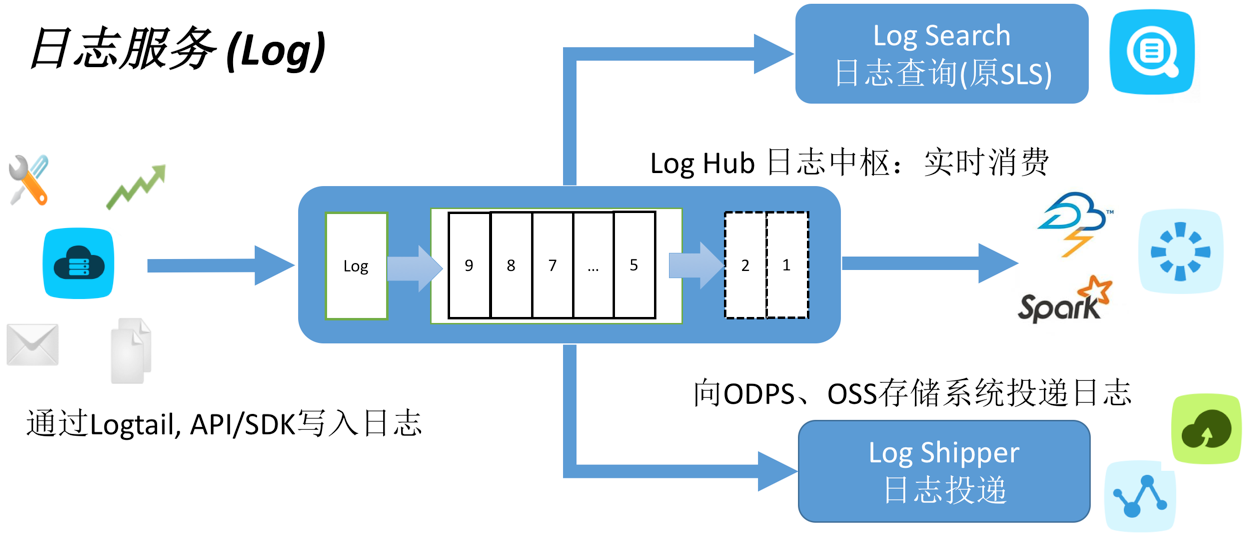 日志服务 (Log)
Log Search
日志查询(原SLS)
Log Hub 日志中枢：实时消费
Log
9
8
7
...
5
2
1
TM
Spark
通过Logtail, API/SDK写入日志
向ODPS、OSS存储系统投递日志
Log Shipper
日志投递